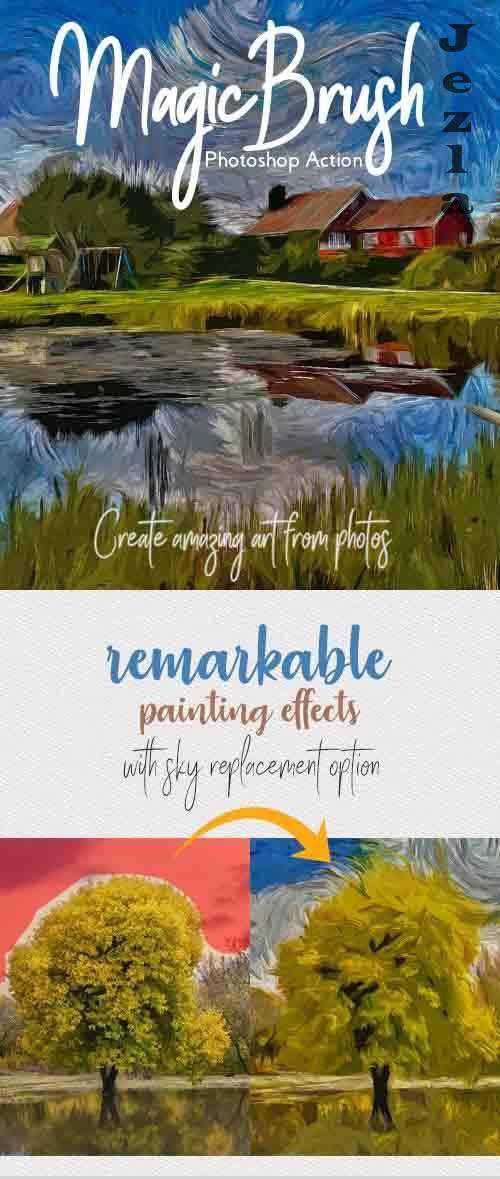 MagicBrush
Photoshop Action
Jezla
Create amazing art from photos
remarkable
painting effects
with sky replacement option